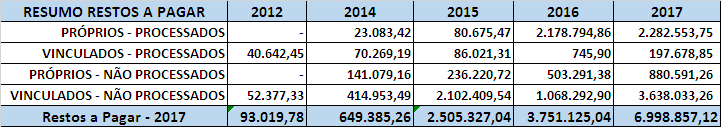 RESUMO RESTOS A PAGAR 2012 2014 2015 2016 2017
PRÓPRIOS - PROCESSADOS - 23.083,42 80.675,47 2.178.794,86 2.282.553,75
VINCULADOS - PROCESSADOS 40.642,45 70.269,19 86.021,31 745,90 197.678,85
PRÓPRIOS - NÃO PROCESSADOS - 141.079,16 236.220,72 503.291,38 880.591,26
VINCULADOS - NÃO PROCESSADOS 52.377,33 414.953,49 2.102.409,54 1.068.292,90 3.638.033,26
Restos a Pagar - 2017 93.019,78 649.385,26 2.505.327,04 3.751.125,04 6.998.857,12